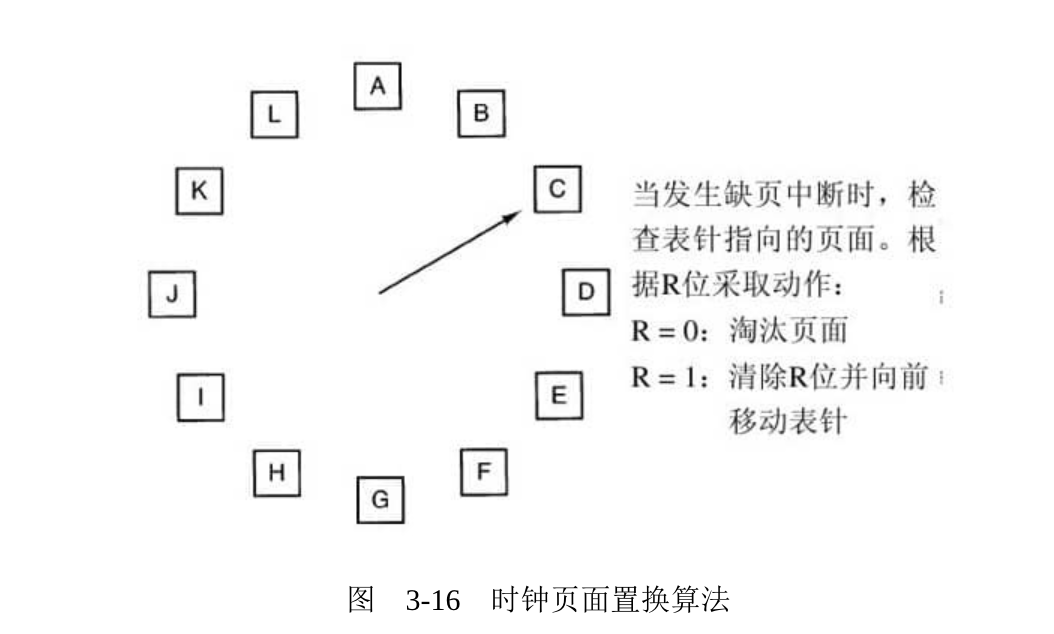 A
B
C
D
E
F
G
H
I
J
K
L
当发生缺页中断时，检
查表针指向的页面。根
据R位采取动作：
R = 0：淘汰页面
R = 1：清除R位并向前
移动表针
图 3-16 时钟页面置换算法